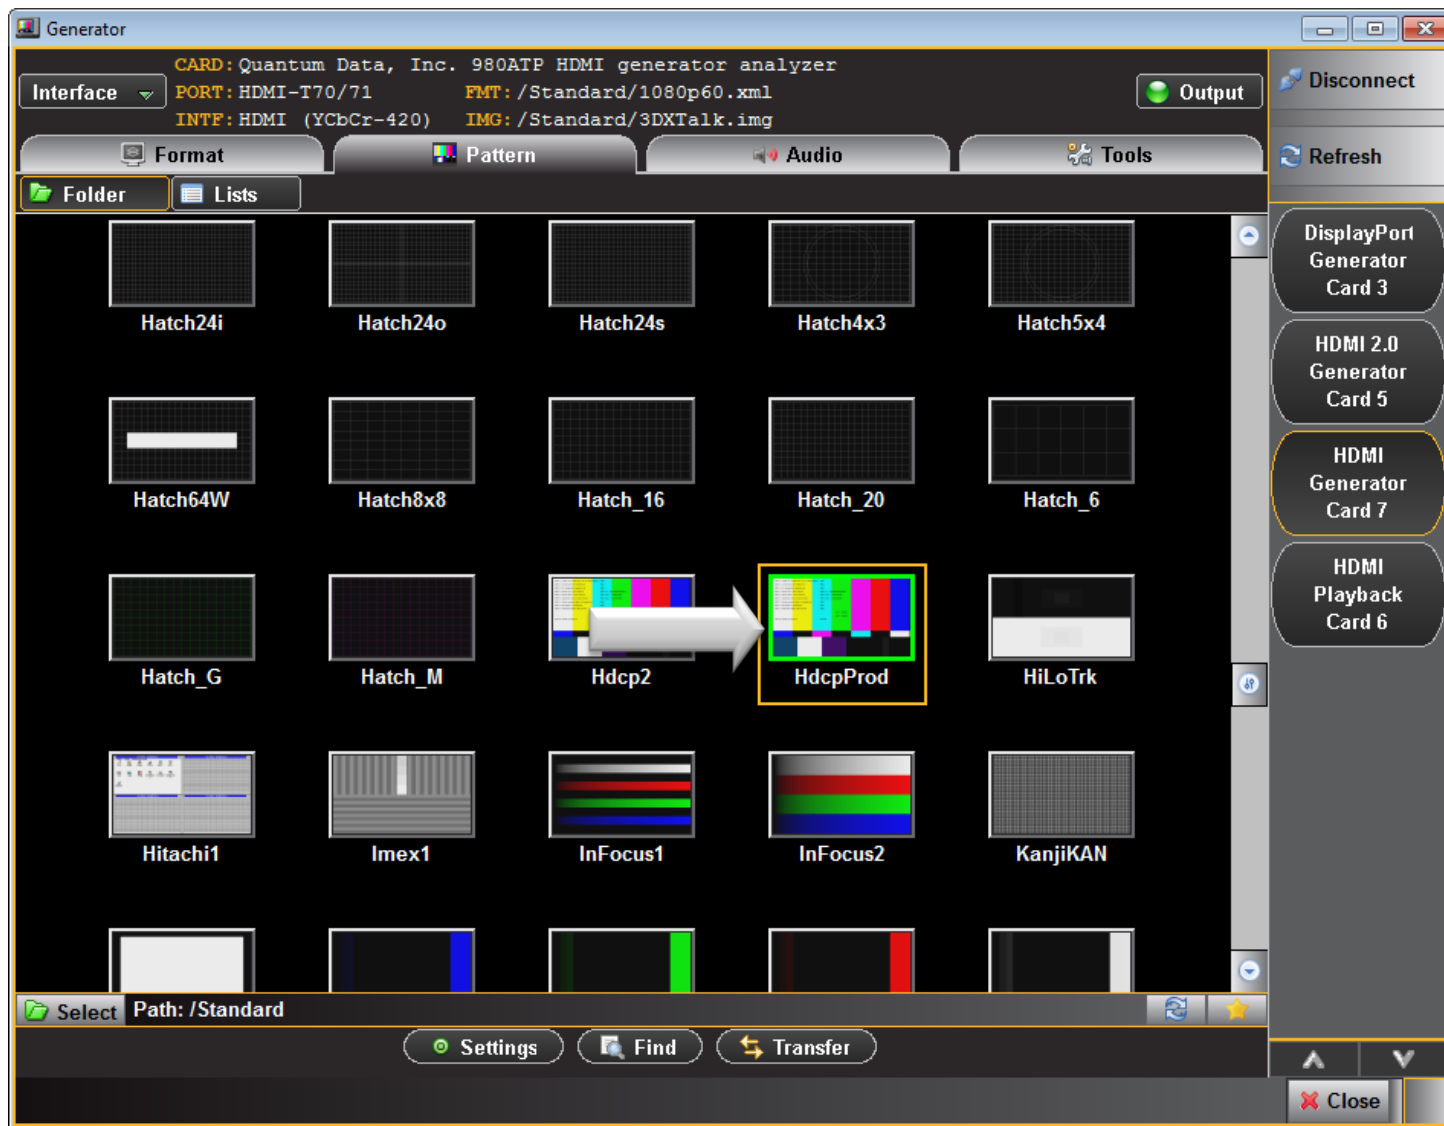 Generator
CARD: Quantum Data, Inc. 980ATP HDMI generator analyzer
Interface
PORT: HDMI-T70/71 FMT: /Standard/1080p60.xml
INTF: HDMI (YCbCr-420) IMG: /Standard/3DXTalk.img
Output
Disconnect
Refresh
Format Pattern Audio Tools
Folder Lists
Hatch24i Hatch24o Hatch24s Hatch4x3 Hatch5x4
Hatch64W Hatch8x8 Hatch_16 Hatch_20 Hatch_6
Hatch_G Hatch_M Hdcp2 HdcpProd HiLoTrk
Hitachi1 Imex1 InFocus1 InFocus2 KanjiKAN
DisplayPort
Generator
Card 3
HDMI 2.0
Generator
Card 5
HDMI
Generator
Card 7
HDMI
Playback
Card 6
Select Path: /Standard
Settings Find Transfer
Close